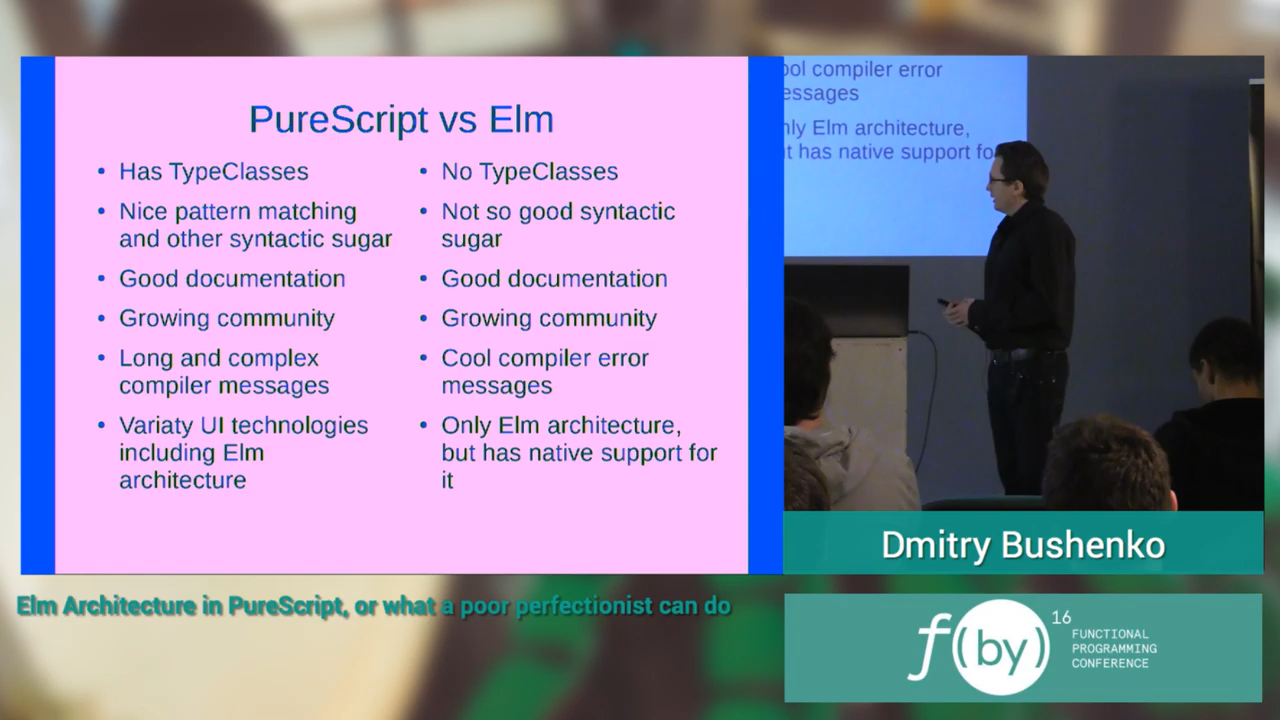 PureScript vs Elm
• Has TypeClasses
• Nice pattern matching
and other syntactic sugar
• Good documentation
• Growing community
• Long and complex
compiler messages
• Variaty UI technologies
including Elm
architecture
• No TypeClasses
• Not so good syntactic
sugar
• Good documentation
• Growing community
• Cool compiler error
messages
• Only Elm architecture,
but has native support for
it
ool compiler error
essages
nly Elm architecture,
t has native support fo
Dmitry Bushenko
Elm Architecture in PureScript, or what a poor perfectionist can do
f(by)16
FUNCTIONAL
PROGRAMMING
CONFERENCE